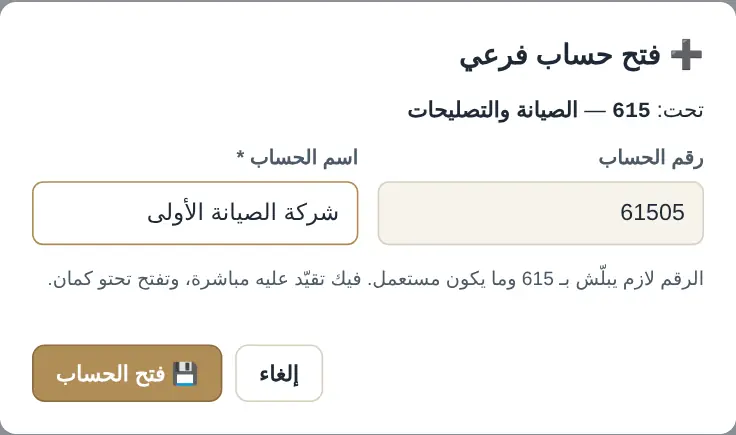 ➕ فتح حساب فرعي
تحت: 615 — الصيانة والتصليحات
رقم الحساب
اسم الحساب *
61505
شركة الصيانة الأولى
الرقم لازم يبلّش بـ 615 وما يكون مستعمل. فيك تقيّد عليه مباشرة، وتفتح تحتو كمان.
إلغاء
💾 فتح الحساب